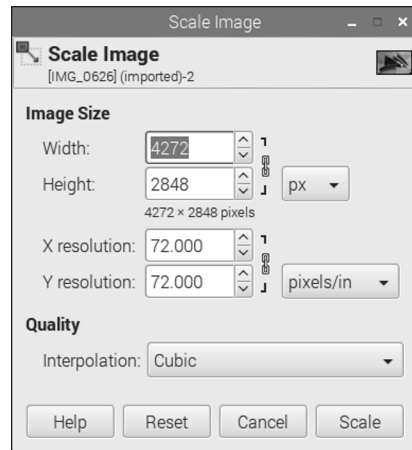 Scale Image
Scale Image
[IMG_0626] (imported)-2
Image Size
Width: 4272
Height: 2848 px
4272 × 2848 pixels
X resolution: 72.000
Y resolution: 72.000 pixels/in
Quality
Interpolation: Cubic
Help Reset Cancel Scale